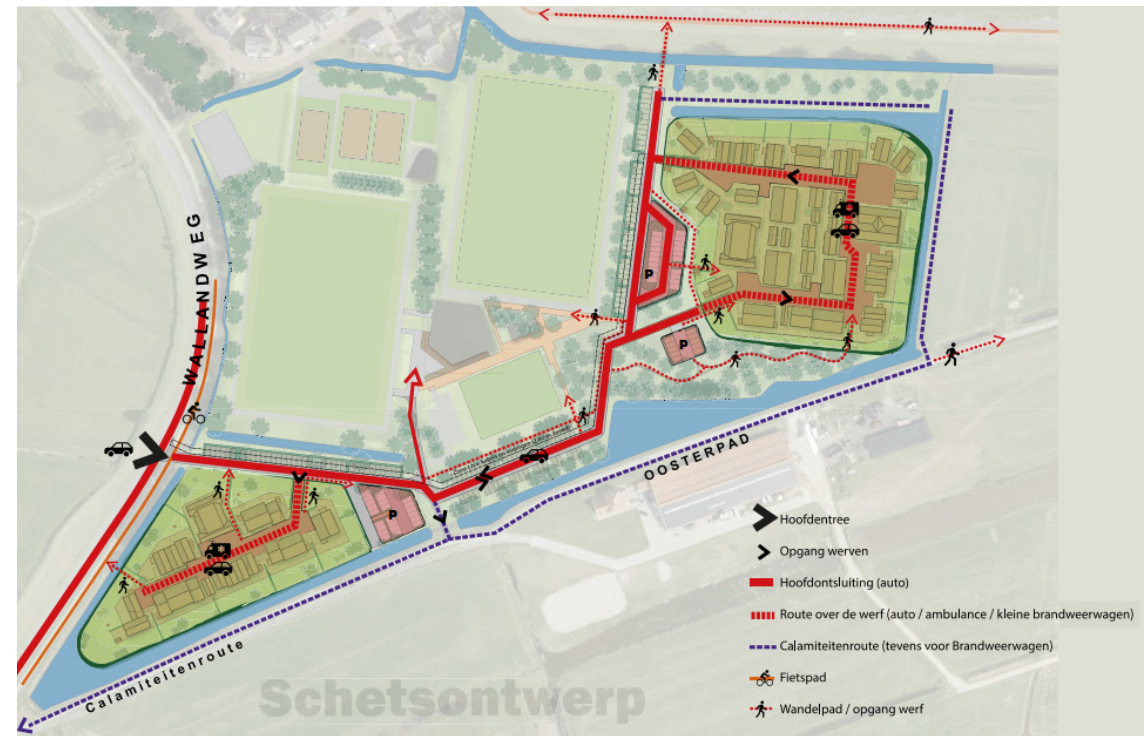 WALLANDWEG
P
P
P
OOSTERPAD
Calamiteitenroute
Schetsontwerp
Hoofdentree
Opgang werven
Hoofdontsluiting (auto)
Route over de werf (auto / ambulance / kleine brandweerwagen)
Calamiteitenroute (tevens voor Brandweerwagen)
Fietspad
Wandelpad / opgang werf